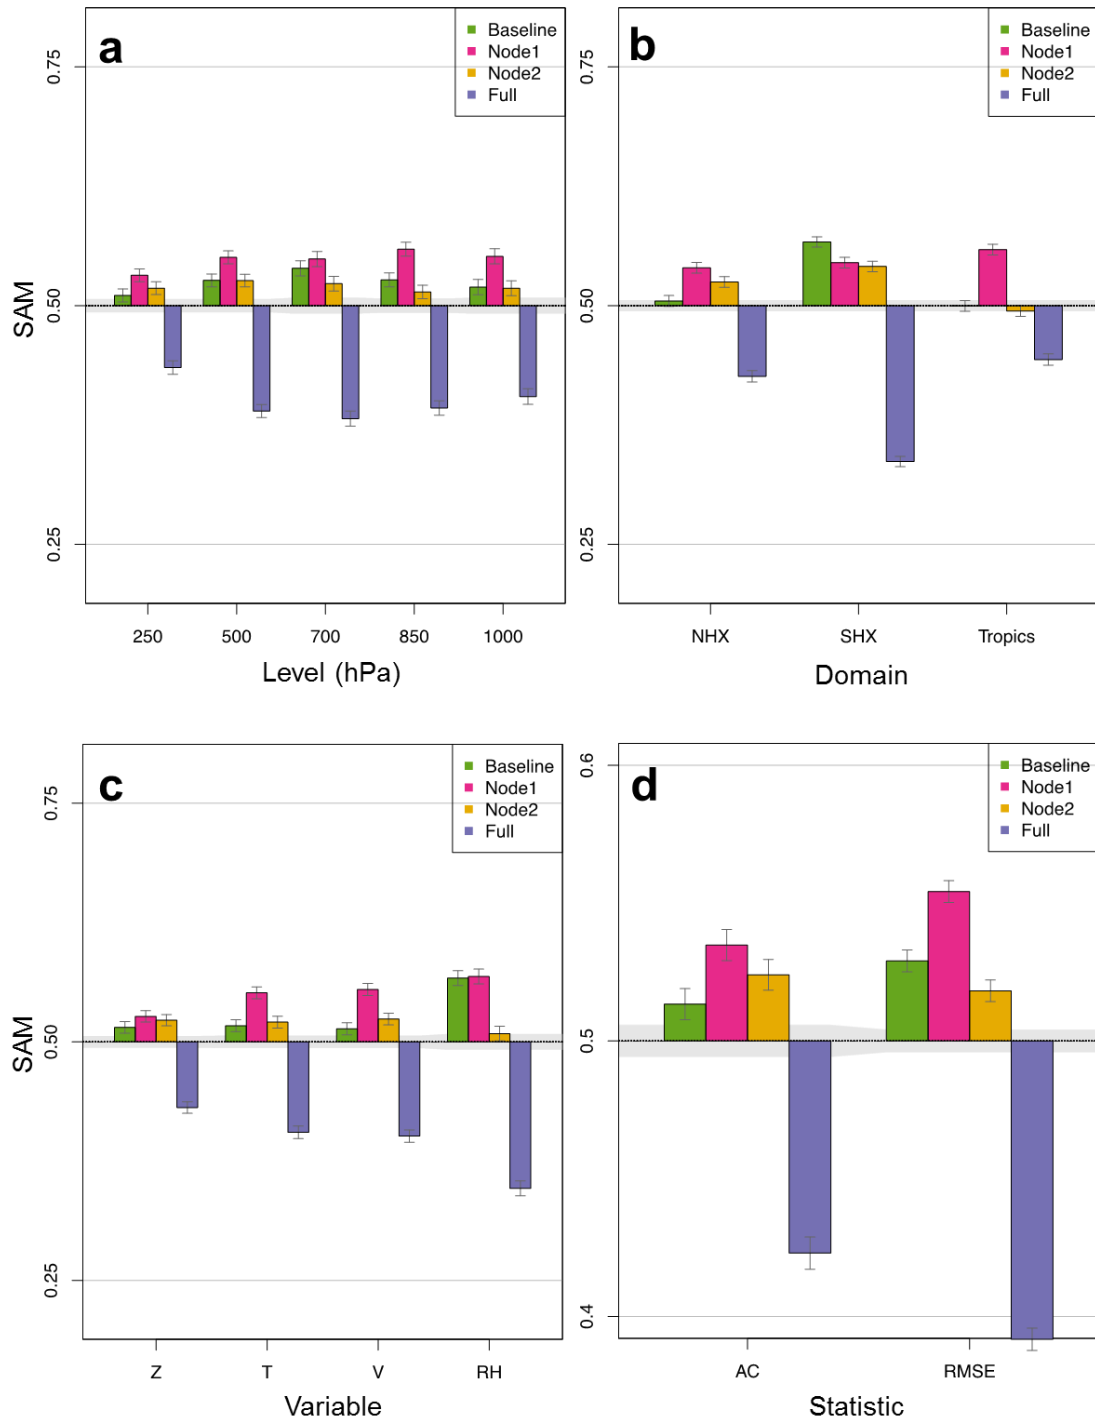 a
Baseline
Node1
Node2
Full
0.75
0.50
0.25
SAM
250 500 700 850 1000
Level (hPa)
b
Baseline
Node1
Node2
Full
0.75
0.50
0.25
NHX SHX Tropics
Domain
c
Baseline
Node1
Node2
Full
0.75
0.50
0.25
SAM
Z T V RH
Variable
d
Baseline
Node1
Node2
Full
0.6
0.5
0.4
AC RMSE
Statistic